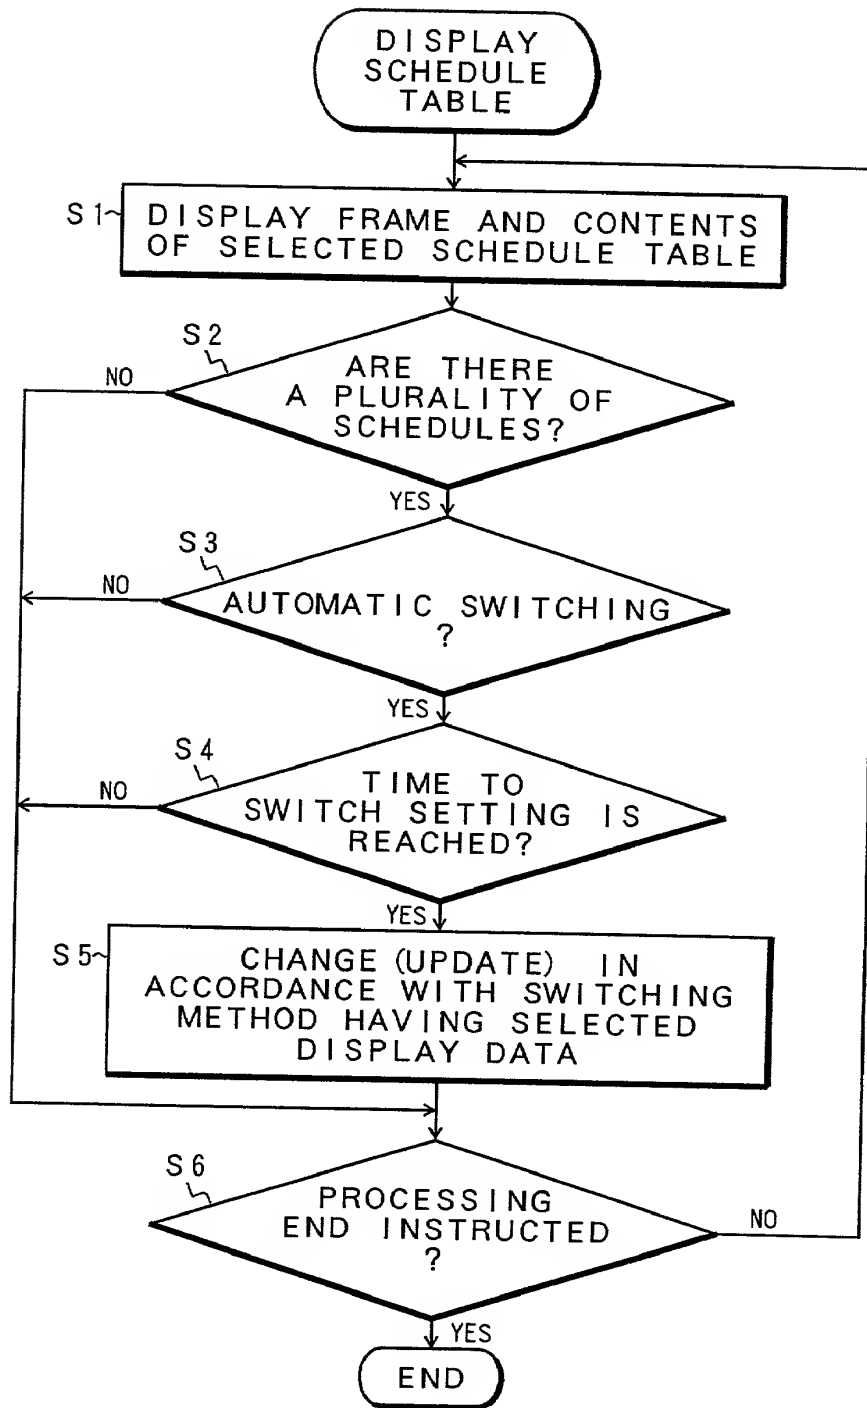 DISPLAY
SCHEDULE
TABLE
S1
DISPLAY FRAME AND CONTENTS
OF SELECTED SCHEDULE TABLE
S2
ARE THERE
A PLURALITY OF
SCHEDULES?
NO
YES
S3
AUTOMATIC SWITCHING
?
NO
YES
S4
TIME TO
SWITCH SETTING IS
REACHED?
NO
YES
S5
CHANGE (UPDATE) IN
ACCORDANCE WITH SWITCHING
METHOD HAVING SELECTED
DISPLAY DATA
S6
PROCESSING
END INSTRUCTED
?
NO
YES
END